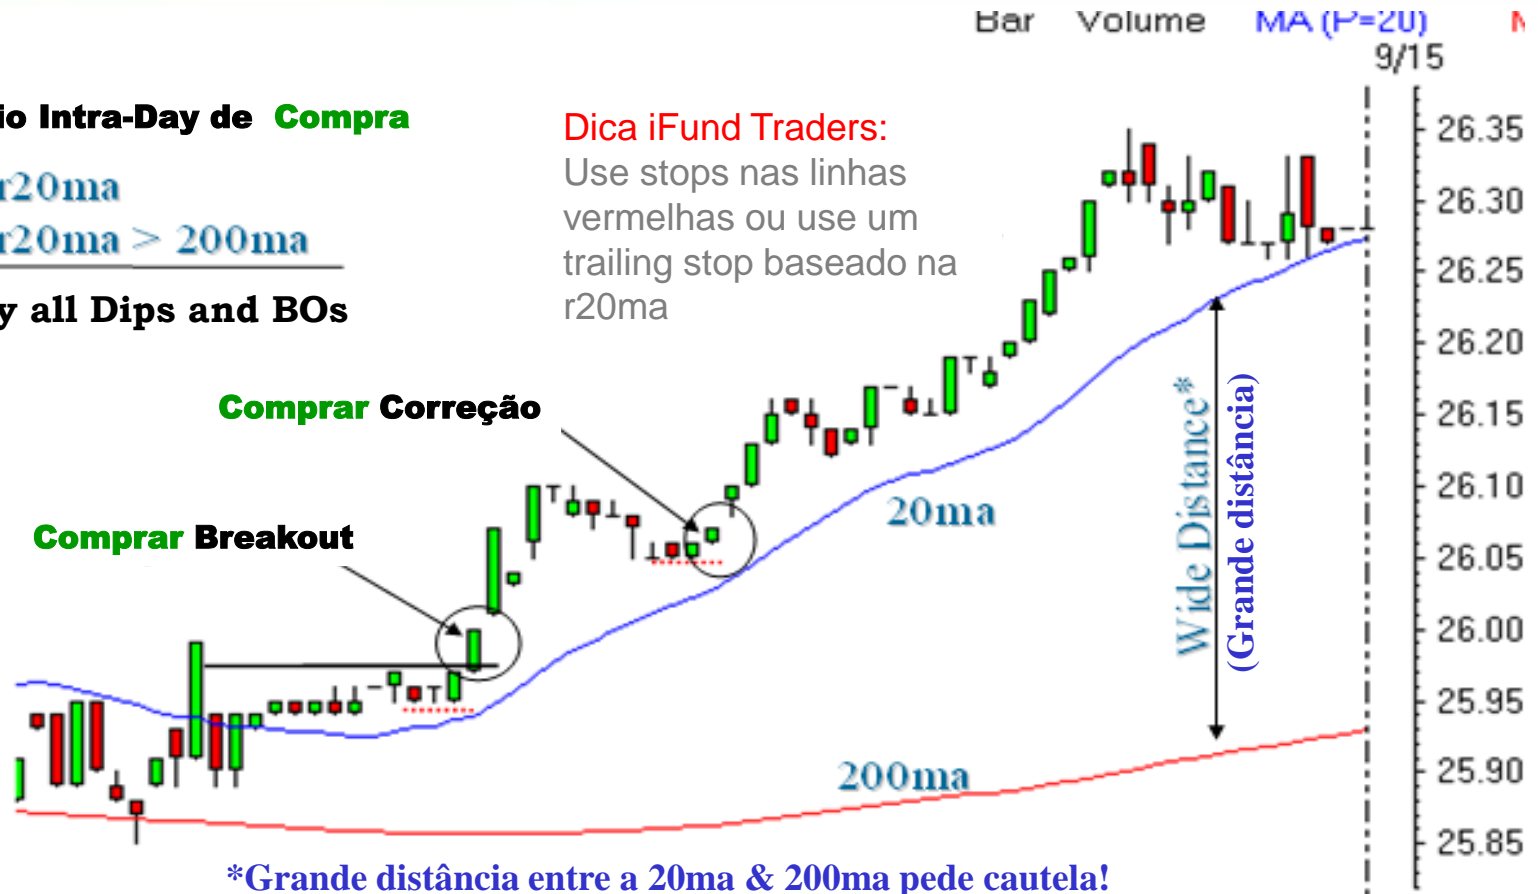 Bar Volume MA (P=20)
9/15
io Intra-Day de Compra
r20ma
r20ma > 200ma
y all Dips and BOs
Dica iFund Traders:
Use stops nas linhas
vermelhas ou use um
trailing stop baseado na
r20ma
Comprar Correção
Comprar Breakout
20ma
200ma
Wide Distance*
(Grande distância)
26.35
26.30
26.25
26.20
26.15
26.10
26.05
26.00
25.95
25.90
25.85
*Grande distância entre a 20ma & 200ma pede cautela!